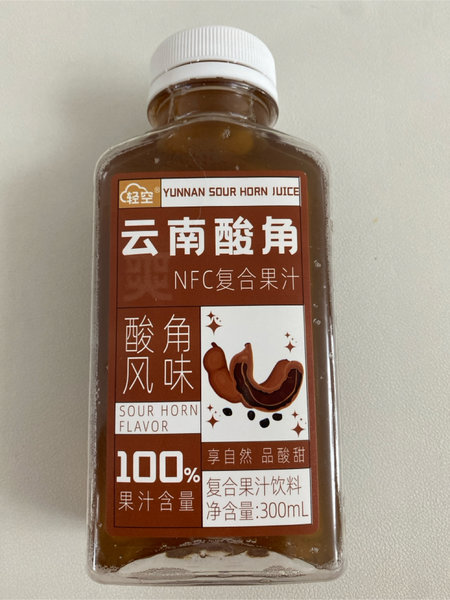 轻空®
YUNNAN SOUR HORN JUICE
云南酸角
爽
NFC复合果汁
酸角
风味
SOUR HORN
FLAVOR
100%
果汁含量
享自然 品酸甜
复合果汁饮料
净含量:300mL